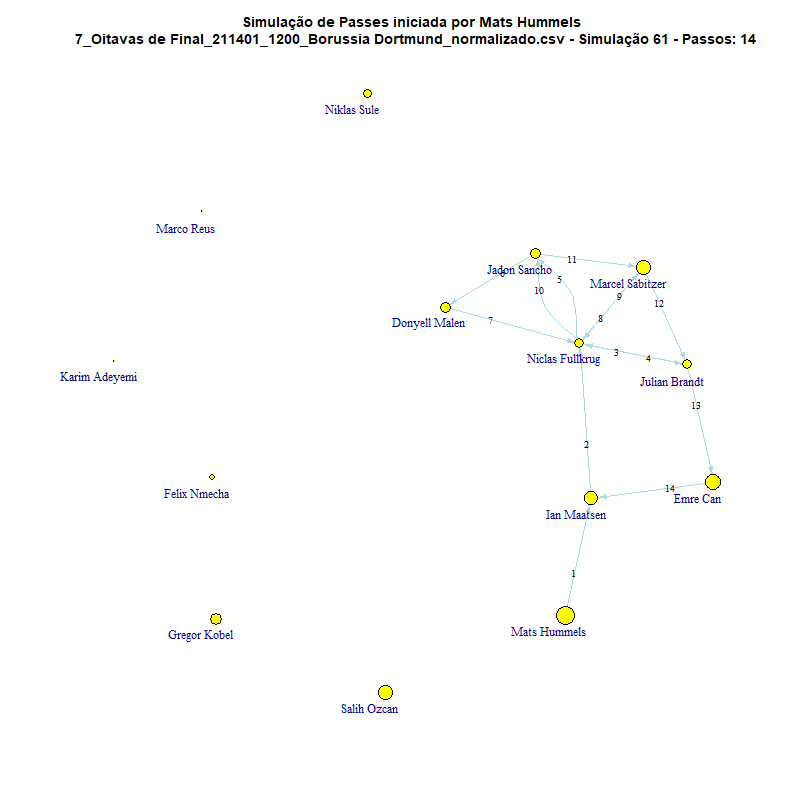 Simulação de Passes iniciada por Mats Hummels
7_Oitavas de Final_211401_1200_Borussia Dortmund_normalizado.csv - Simulação 61 - Passos: 14
Niklas Sule
Marco Reus
Jadon Sancho
11
6
5
Marcel Sabitzer
10
9
12
Donyell Malen
7
8
Niclas Fullkrug
3
4
Karim Adeyemi
Julian Brandt
13
2
Felix Nmecha
14
Emre Can
Ian Maatsen
1
Gregor Kobel
Mats Hummels
Salih Ozcan